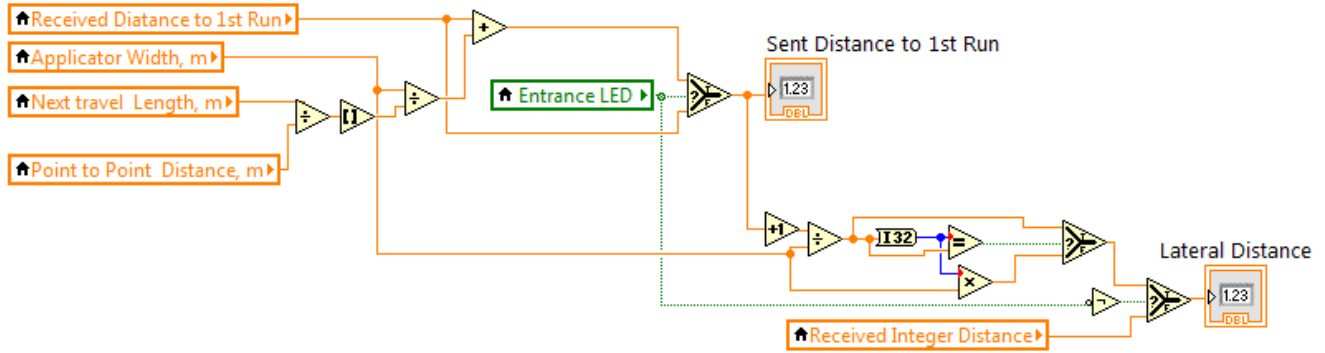 Received Diatance to 1st Run
Applicator Width, m
Next travel Length, m
Point to Point Distance, m
÷
[ ]
÷
+
Entrance LED
? T F
Sent Distance to 1st Run
1.23
DBL
+1
÷
I32
=
x
? T F
¬
? T F
Lateral Distance
1.23
DBL
Received Integer Distance